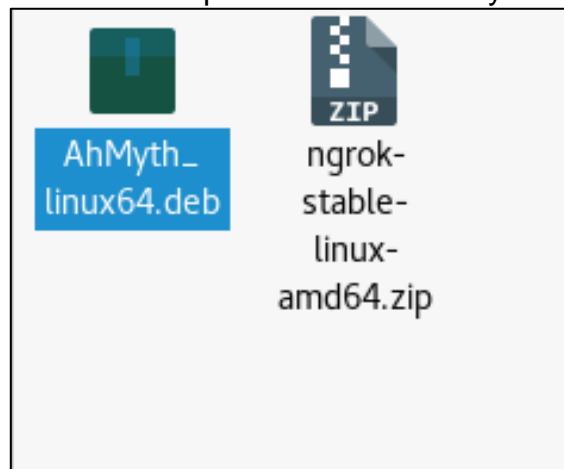 AhMyth_
linux64.deb
ZIP
ngrok-
stable-
linux-
amd64.zip